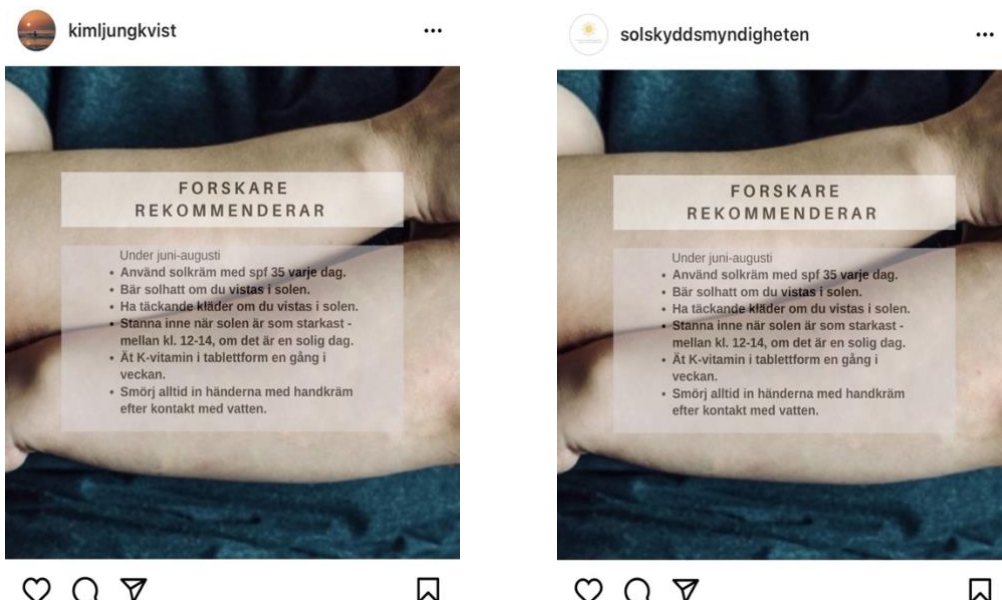 kimljungkvist
FORSKARE
REKOMMENDERAR
Under juni-augusti
• Använd solkräm med spf 35 varje dag.
• Bär solhatt om du vistas i solen.
• Ha täckande kläder om du vistas i solen.
• Stanna inne när solen är som starkast -
mellan kl. 12-14, om det är en solig dag.
• Ät K-vitamin i tablettform en gång i
veckan.
• Smörj alltid in händerna med handkräm
efter kontakt med vatten.
solskyddsmyndigheten
FORSKARE
REKOMMENDERAR
Under juni-augusti
• Använd solkräm med spf 35 varje dag.
• Bär solhatt om du vistas i solen.
• Ha täckande kläder om du vistas i solen.
• Stanna inne när solen är som starkast -
mellan kl. 12-14, om det är en solig dag.
• Ät K-vitamin i tablettform en gång i
veckan.
• Smörj alltid in händerna med handkräm
efter kontakt med vatten.